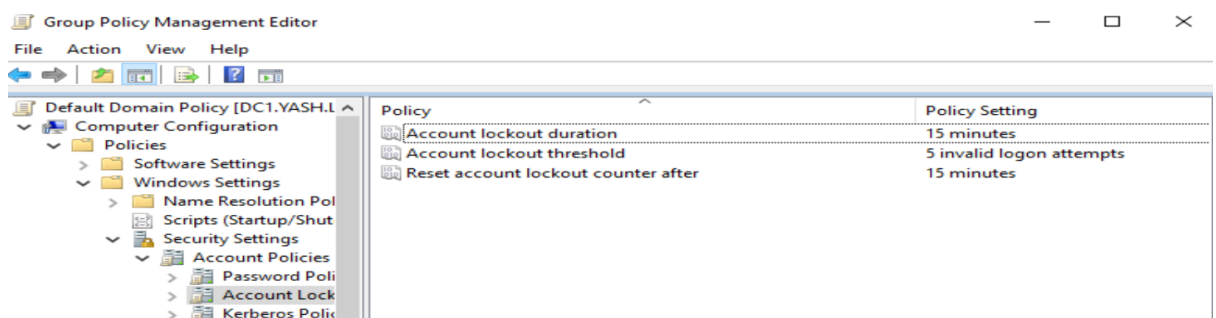 Group Policy Management Editor
File Action View Help
Default Domain Policy [DC1.YASH.L
Computer Configuration
Policies
Software Settings
Windows Settings
Name Resolution Pol
Scripts (Startup/Shut
Security Settings
Account Policies
Password Poli
Account Lock
Kerberos Polic
Policy Policy Setting
Account lockout duration 15 minutes
Account lockout threshold 5 invalid logon attempts
Reset account lockout counter after 15 minutes